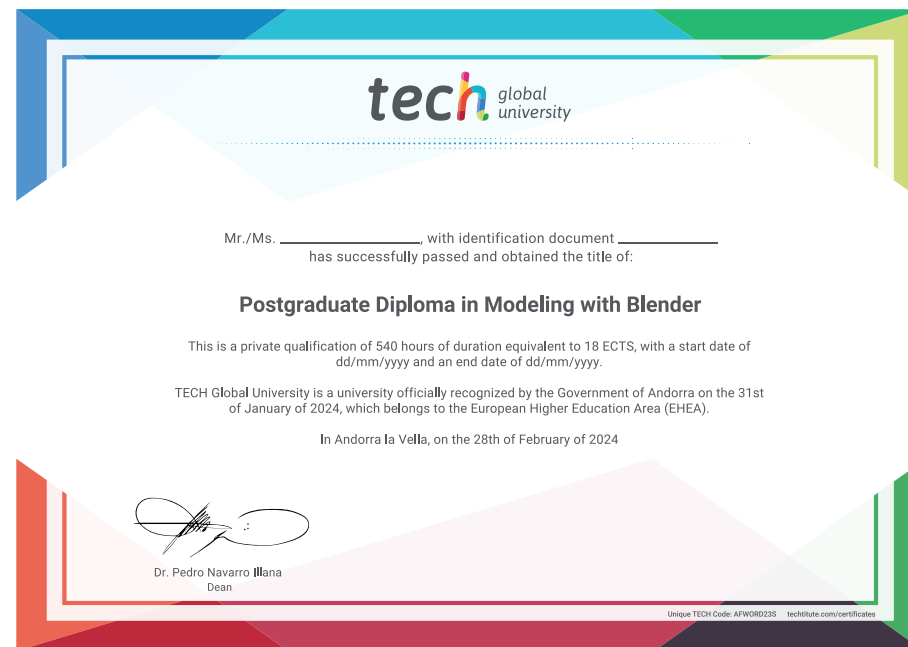 tech global university
Mr./Ms. ____________________, with identification document ______________
has successfully passed and obtained the title of:
Postgraduate Diploma in Modeling with Blender
This is a private qualification of 540 hours of duration equivalent to 18 ECTS, with a start date of
dd/mm/yyyy and an end date of dd/mm/yyyy.
TECH Global University is a university officially recognized by the Government of Andorra on the 31st
of January of 2024, which belongs to the European Higher Education Area (EHEA).
In Andorra la Vella, on the 28th of February of 2024
Dr. Pedro Navarro Illana
Dean
Unique TECH Code: AFWORD23S techtitute.com/certificates